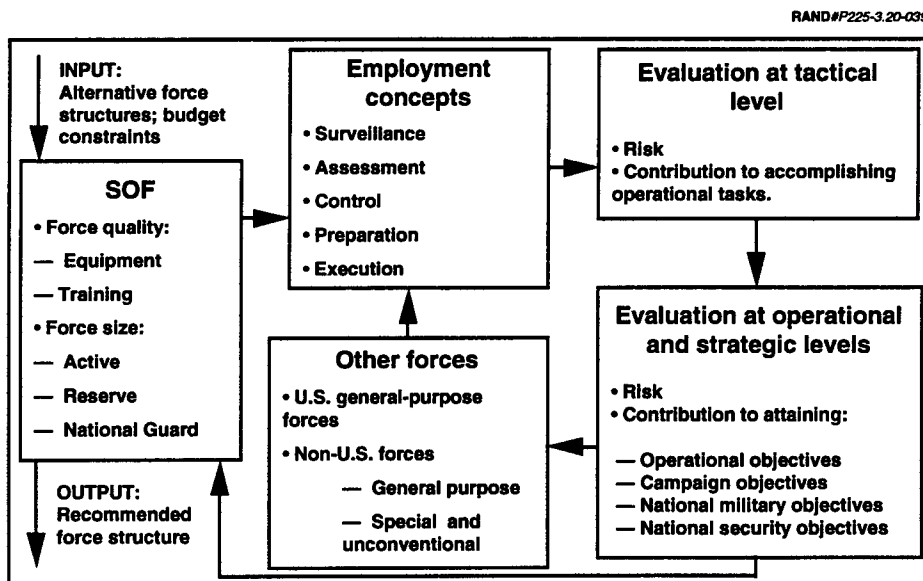 RAND#P225-3.20-039
INPUT:
Alternative force
structures; budget
constraints
SOF
• Force quality:
— Equipment
— Training
• Force size:
— Active
— Reserve
— National Guard
OUTPUT:
Recommended
force structure
Employment
concepts
• Surveillance
• Assessment
• Control
• Preparation
• Execution
Other forces
• U.S. general-purpose
forces
• Non-U.S. forces
— General purpose
— Special and
unconventional
Evaluation at tactical
level
• Risk
• Contribution to accomplishing
operational tasks.
Evaluation at operational
and strategic levels
• Risk
• Contribution to attaining:
— Operational objectives
— Campaign objectives
— National military objectives
— National security objectives